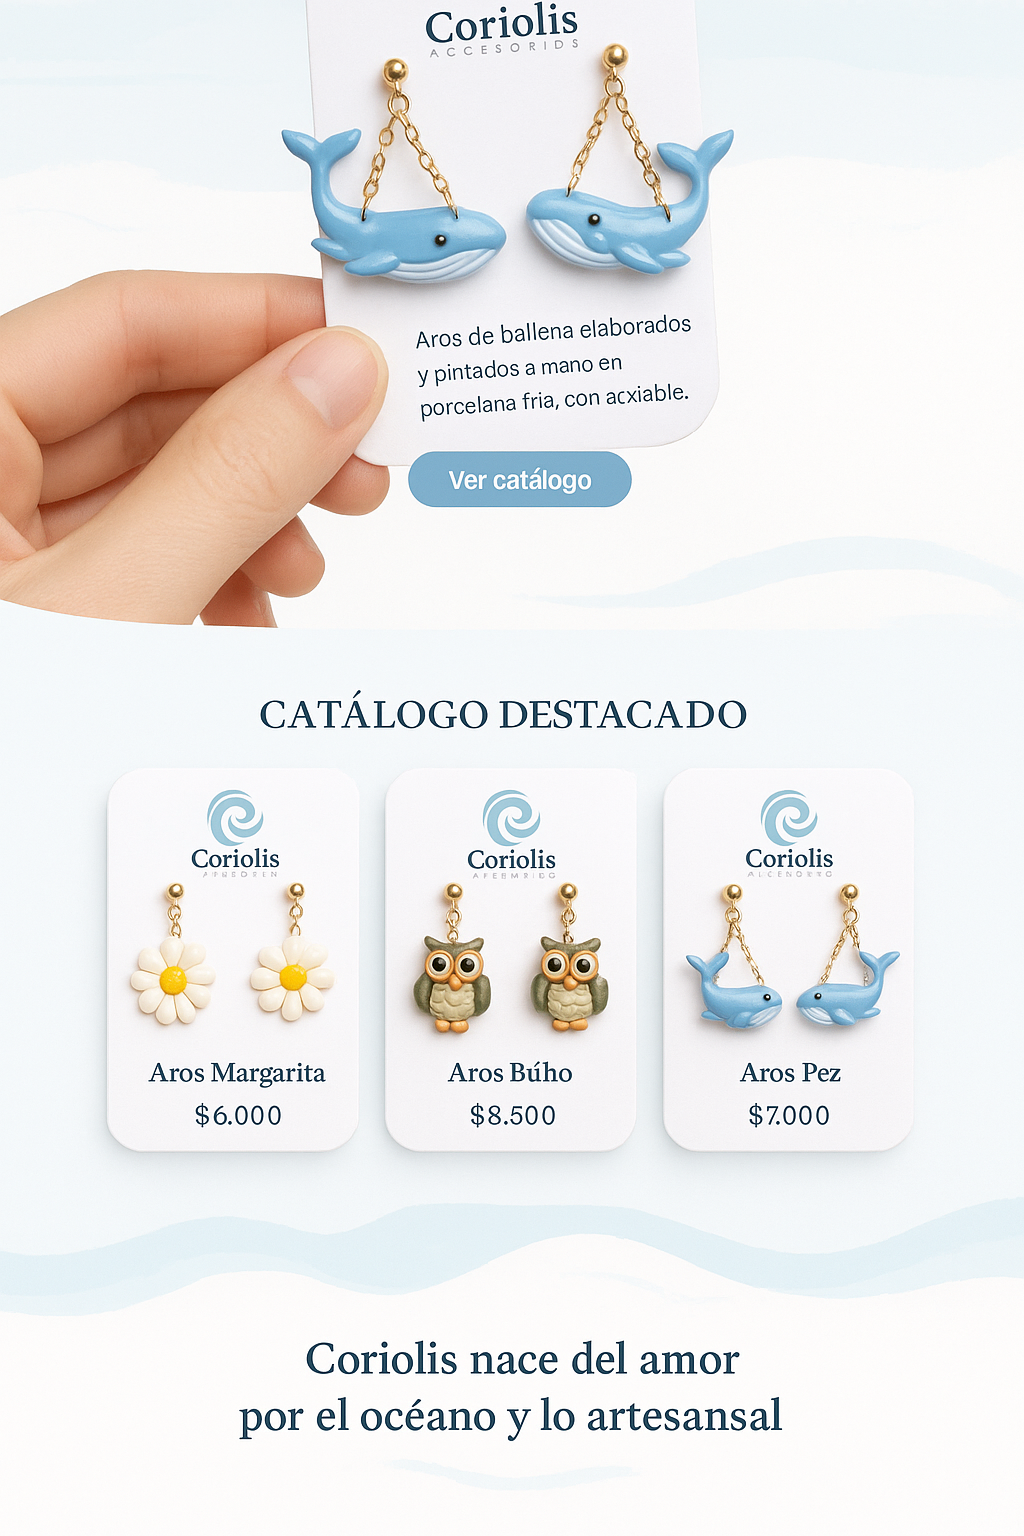 Coriolis
ACCESORIDS
Aros de ballena elaborados
y pintados a mano en
porcelana fria, con acxiable.
Ver catálogo
CATÁLOGO DESTACADO
Coriolis
Aros Margarita
$6.000
Coriolis
Aros Búho
$8.500
Coriolis
Aros Pez
$7.000
Coriolis nace del amor
por el océano y lo artesansal